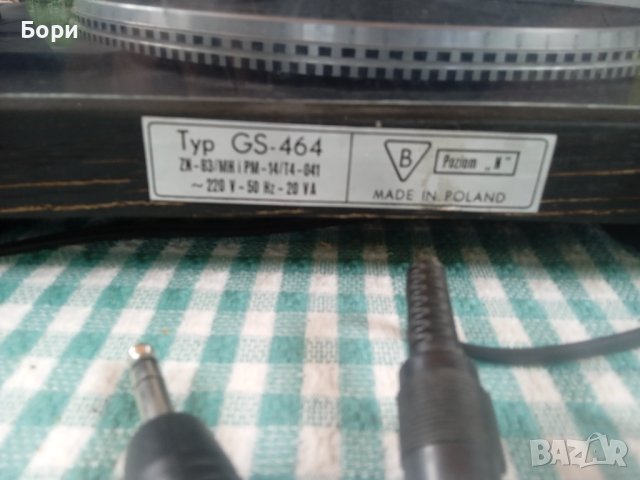 Бори
Typ GS-464
ZN-83/MHiPM-14/T4-041
~220 V-50 Hz-20 VA
B
Poziom „N"
MADE IN POLAND
BAZAR